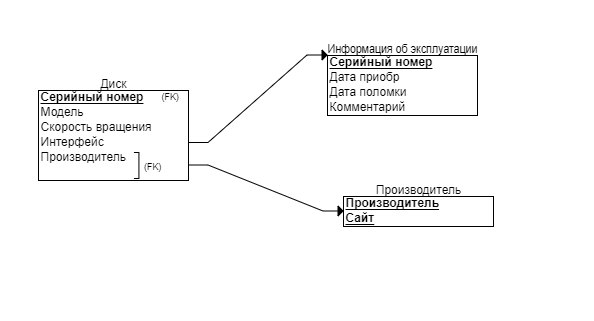 Диск
Серийный номер (FK)
Модель
Скорость вращения
Интерфейс
Производитель
(FK)
Информация об эксплуатации
Серийный номер
Дата приобр
Дата поломки
Комментарий
Производитель
Производитель
Сайт